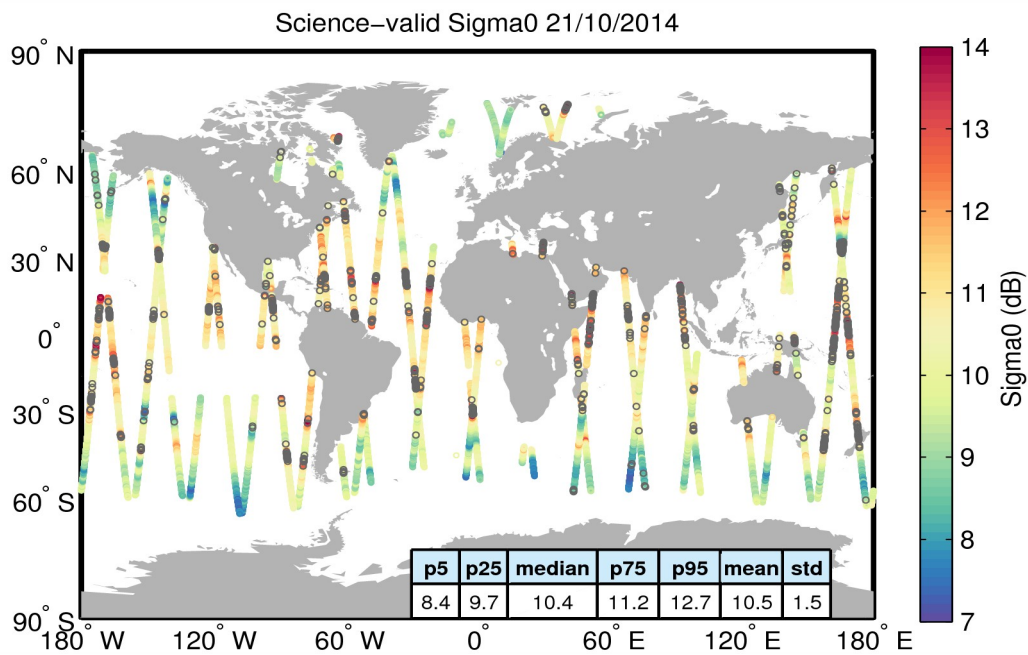 Science-valid Sigma0 21/10/2014
90° N
60° N
30° N
0°
30° S
60° S
90° S
180° W
120° W
60° W
0°
60° E
120° E
180° E
p5 p25 median p75 p95 mean std
8.4 9.7 10.4 11.2 12.7 10.5 1.5
14
13
12
11
10
9
8
7
Sigma0 (dB)